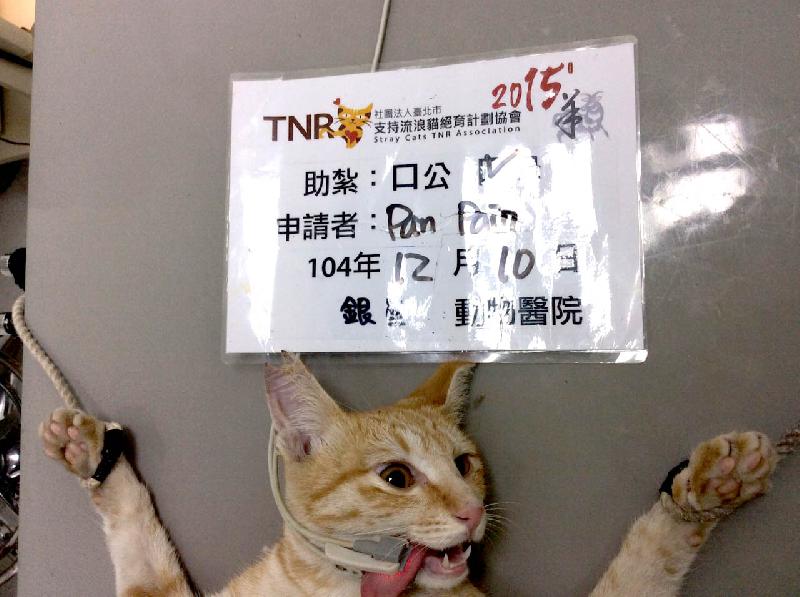 2015
TNR 社團法人臺北市
支持流浪貓絕育計劃協會
Stray Cats TNR Association
助紮：口公
申請者：Pan Pain
104年 12 月 10 日
銀 動物醫院